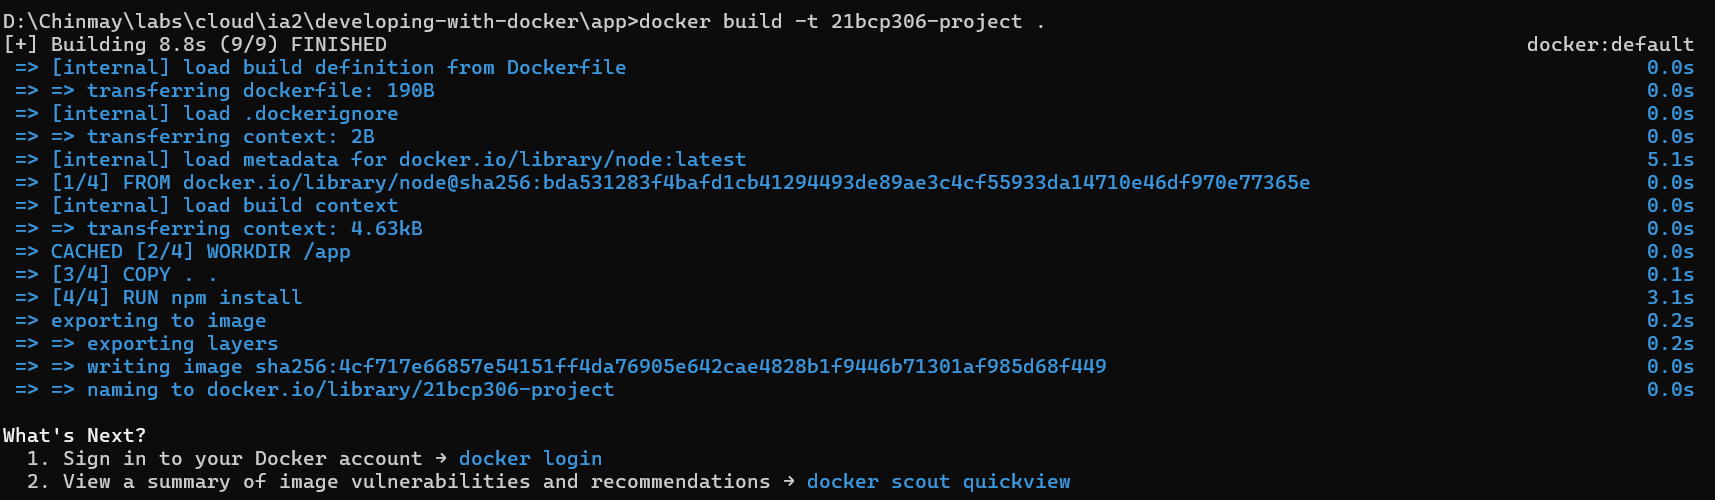 D:\Chinmay\labs\cloud\ia2\developing-with-docker\app>docker build -t 21bcp306-project .
[+] Building 8.8s (9/9) FINISHED docker:default
=> [internal] load build definition from Dockerfile 0.0s
=> => transferring dockerfile: 190B 0.0s
=> [internal] load .dockerignore 0.0s
=> => transferring context: 2B 0.0s
=> [internal] load metadata for docker.io/library/node:latest 5.1s
=> [1/4] FROM docker.io/library/node@sha256:bda531283f4bafd1cb41294493de89ae3c4cf55933da14710e46df970e77365e 0.0s
=> [internal] load build context 0.0s
=> => transferring context: 4.63kB 0.0s
=> CACHED [2/4] WORKDIR /app 0.0s
=> [3/4] COPY . . 0.1s
=> [4/4] RUN npm install 3.1s
=> exporting to image 0.2s
=> => exporting layers 0.2s
=> => writing image sha256:4cf717e66857e54151ff4da76905e642cae4828b1f9446b71301af985d68f449 0.0s
=> => naming to docker.io/library/21bcp306-project 0.0s
What's Next?
1. Sign in to your Docker account → docker login
2. View a summary of image vulnerabilities and recommendations → docker scout quickview